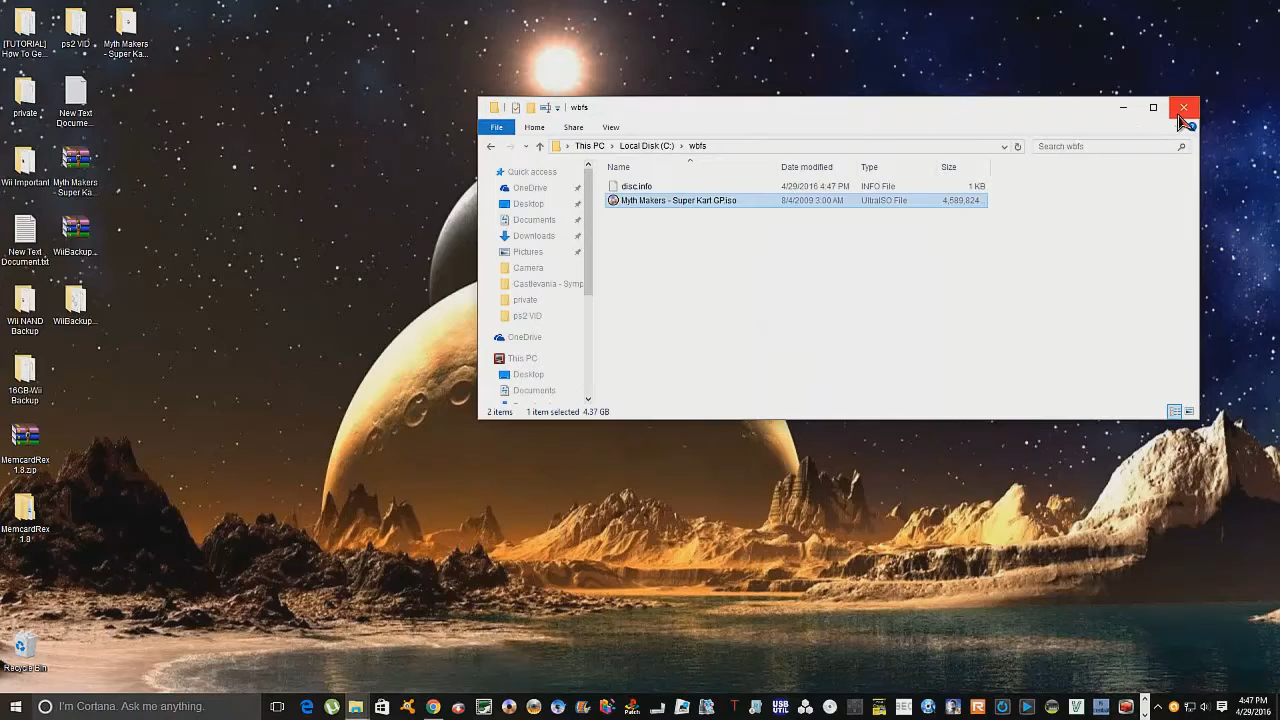 [TUTORIAL]
How To Ge...
ps2 VID
Myth Makers
- Super Ka...
private
New Text
Docume...
Wii Important
Myth Makers
- Super Ka...
New Text
Document.txt
WiiBackup...
Wii NAND
Backup
WiiBackup...
16GB-Wii
Backup
MemcardRex
1.8.zip
MemcardRex
1.8
Recycle Bin
wbfs
File Home Share View
This PC Local Disk (C:) wbfs
Search wbfs
Name Date modified Type Size
disc.info 4/29/2016 4:47 PM INFO File 1 KB
Myth Makers - Super Kart GP.iso 8/4/2009 3:00 AM UltraISO File 4,589,824...
Quick access
OneDrive
Desktop
Documents
Downloads
Pictures
Camera
Castlevania - Symp
private
ps2 VID
OneDrive
This PC
Desktop
Documents
2 items 1 item selected 4.37 GB
I'm Cortana. Ask me anything.
USB
4:47 PM
4/29/2016